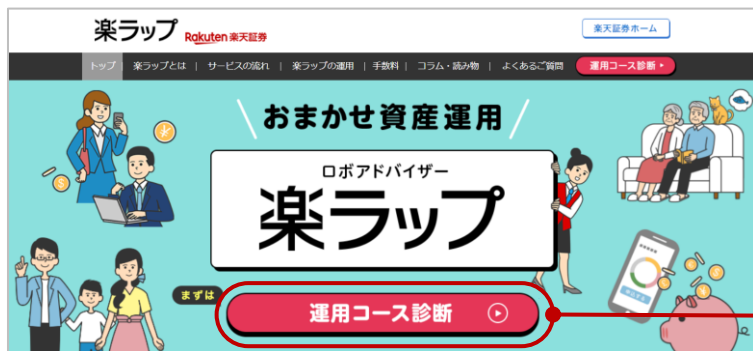 楽ラップ Rakuten 楽天証券
楽天証券ホーム
トップ | 楽ラップとは | サービスの流れ | 楽ラップの運用 | 手数料 | コラム・読み物 | よくあるご質問
運用コース診断
おまかせ資産運用
ロボアドバイザー
楽ラップ
まずは
運用コース診断